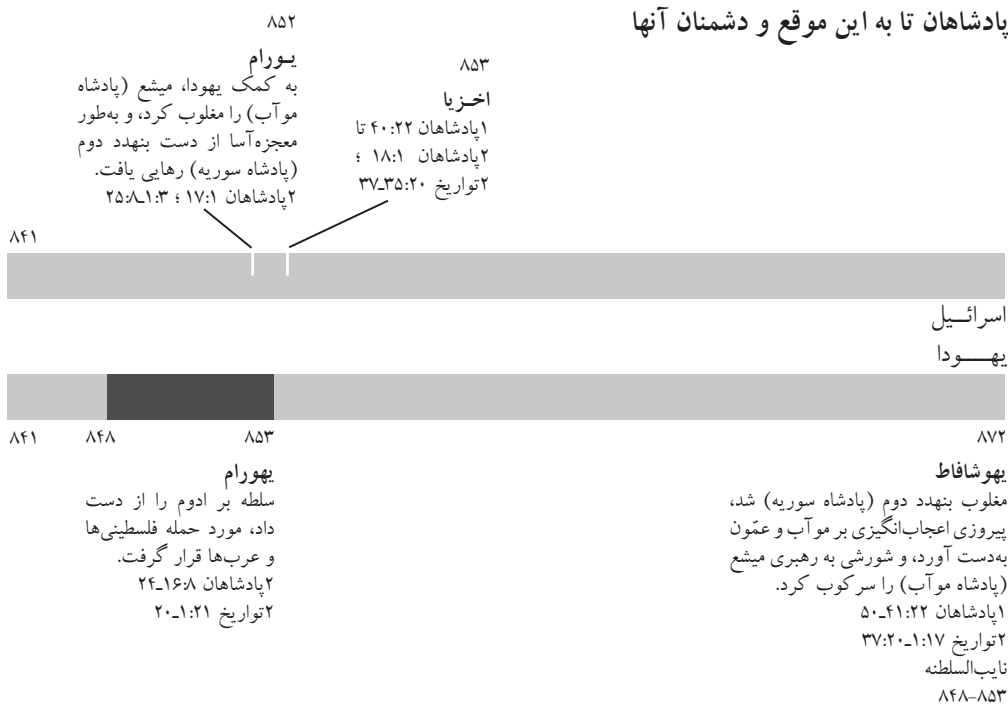 پادشاهان تا به این موقع و دشمنان آنها
۸۵۳
اخـزیا
۱پادشاهان ۴۰:۲۲ تا
۲پادشاهان ۱۸:۱ ؛
۲تواریخ ۳۵:۲۰ـ۳۷
۸۵۲
یـورام
به کمک یهودا، میشع (پادشاه
موآب) را مغلوب کرد، و به‌طور
معجزه‌آسا از دست بنهدد دوم
(پادشاه سوریه) رهایی یافت.
۲پادشاهان ۱۷:۱ ؛ ۱:۳ـ۲۵:۸
۸۴۱
اسرائــیل
یهـــودا
۸۷۲
یهوشافاط
مغلوب بنهدد دوم (پادشاه سوریه) شد،
پیروزی اعجاب‌انگیزی بر موآب و عمّون
به‌دست آورد، و شورشی به رهبری میشع
(پادشاه موآب) را سرکوب کرد.
۱پادشاهان ۴۱:۲۲ـ۵۰
۲تواریخ ۱:۱۷ـ۳۷:۲۰
نایب‌السلطنه
۸۵۳–۸۴۸
۸۵۳
۸۴۸
۸۴۱
یهورام
سلطه بر ادوم را از دست
داد، مورد حمله فلسطینی‌ها
و عرب‌ها قرار گرفت.
۲پادشاهان ۱۶:۸ـ۲۴
۲تواریخ ۱:۲۱ـ۲۰